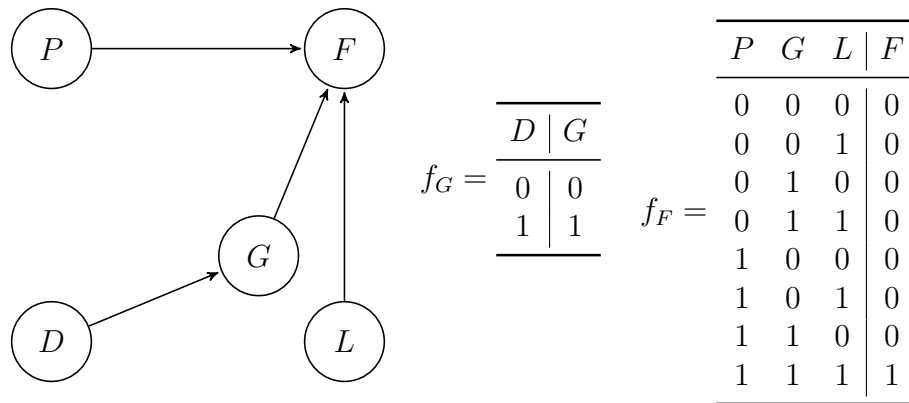 P F
G
D L
f_G =
D G
0 0
1 1
f_F =
P G L F
0 0 0 0
0 0 1 0
0 1 0 0
0 1 1 0
1 0 0 0
1 0 1 0
1 1 0 0
1 1 1 1